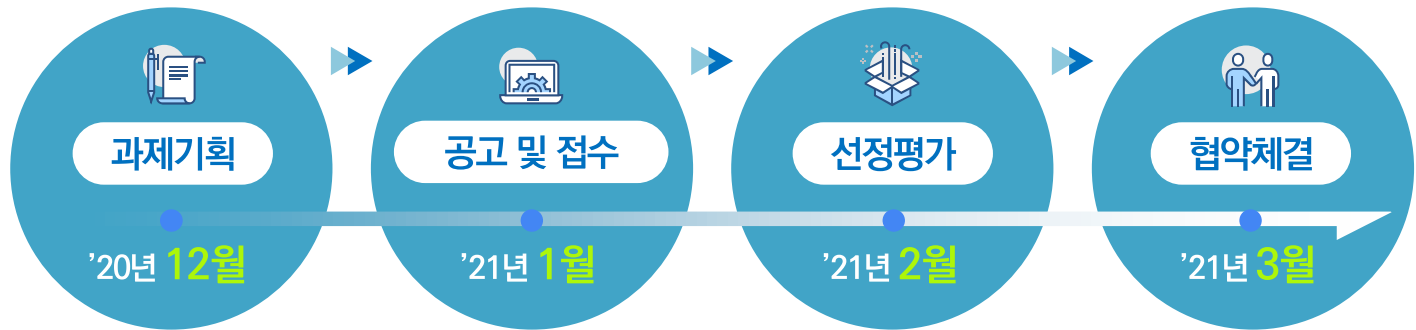 과제기획
공고 및 접수
선정평가
협약체결
’20년 12월
’21년 1월
’21년 2월
’21년 3월